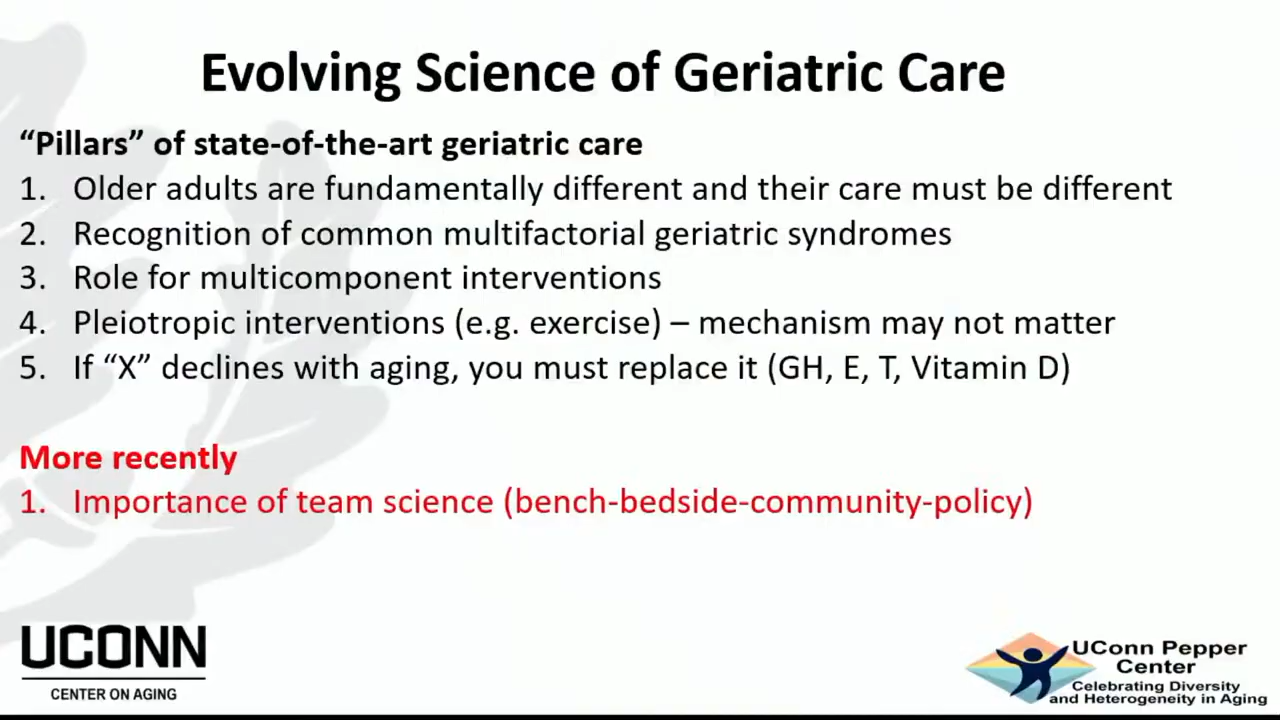 Evolving Science of Geriatric Care
“Pillars” of state-of-the-art geriatric care
1. Older adults are fundamentally different and their care must be different
2. Recognition of common multifactorial geriatric syndromes
3. Role for multicomponent interventions
4. Pleiotropic interventions (e.g. exercise) – mechanism may not matter
5. If “X” declines with aging, you must replace it (GH, E, T, Vitamin D)
More recently
1. Importance of team science (bench-bedside-community-policy)
UCONN
CENTER ON AGING
UConn Pepper
Center
Celebrating Diversity
and Heterogeneity in Aging